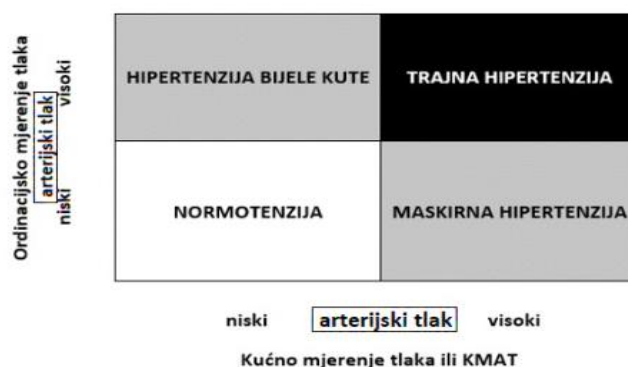 Ordinacijsko mjerenje tlaka
niski arterijski tlak visoki
HIPERTENZIJA BIJELE KUTE
TRAJNA HIPERTENZIJA
NORMOTENZIJA
MASKIRNA HIPERTENZIJA
niski arterijski tlak visoki
Kućno mjerenje tlaka ili KMAT